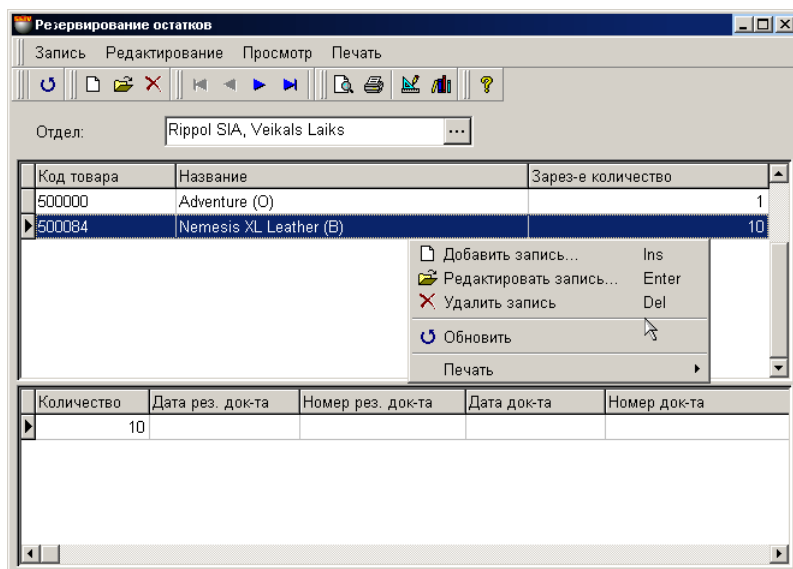 Резервирование остатков
Запись Редактирование Просмотр Печать
Отдел: Rippol SIA, Veikals Laiks ...
Код товара Название Зарез-е количество
500000 Adventure (O) 1
500084 Nemesis XL Leather (B) 10
Добавить запись... Ins
Редактировать запись... Enter
Удалить запись Del
Обновить
Печать
Количество Дата рез. док-та Номер рез. док-та Дата док-та Номер док-та
10